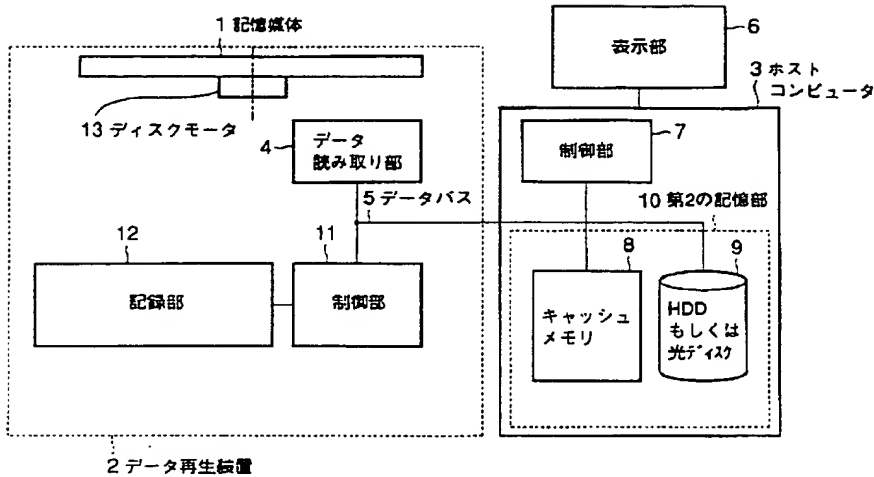 1 記憶媒体
13 ディスクモータ
4
データ
読み取り部
5 データバス
12
記録部
11
制御部
2 データ再生装置
6
表示部
3 ホスト
コンピュータ
7
制御部
10 第2の記憶部
8
キャッシュ
メモリ
9
HDD
もしくは
光ディスク